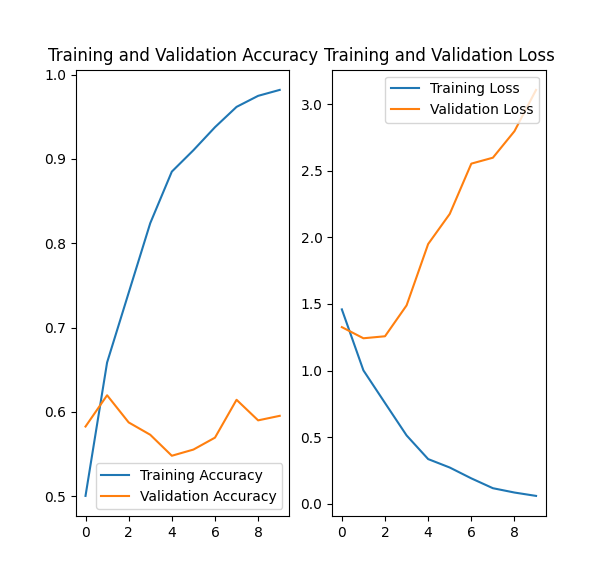 Training and Validation Accuracy
1.0
0.9
0.8
0.7
0.6
0.5
0 2 4 6 8
Training Accuracy
Validation Accuracy
Training and Validation Loss
3.0
2.5
2.0
1.5
1.0
0.5
0.0
0 2 4 6 8
Training Loss
Validation Loss